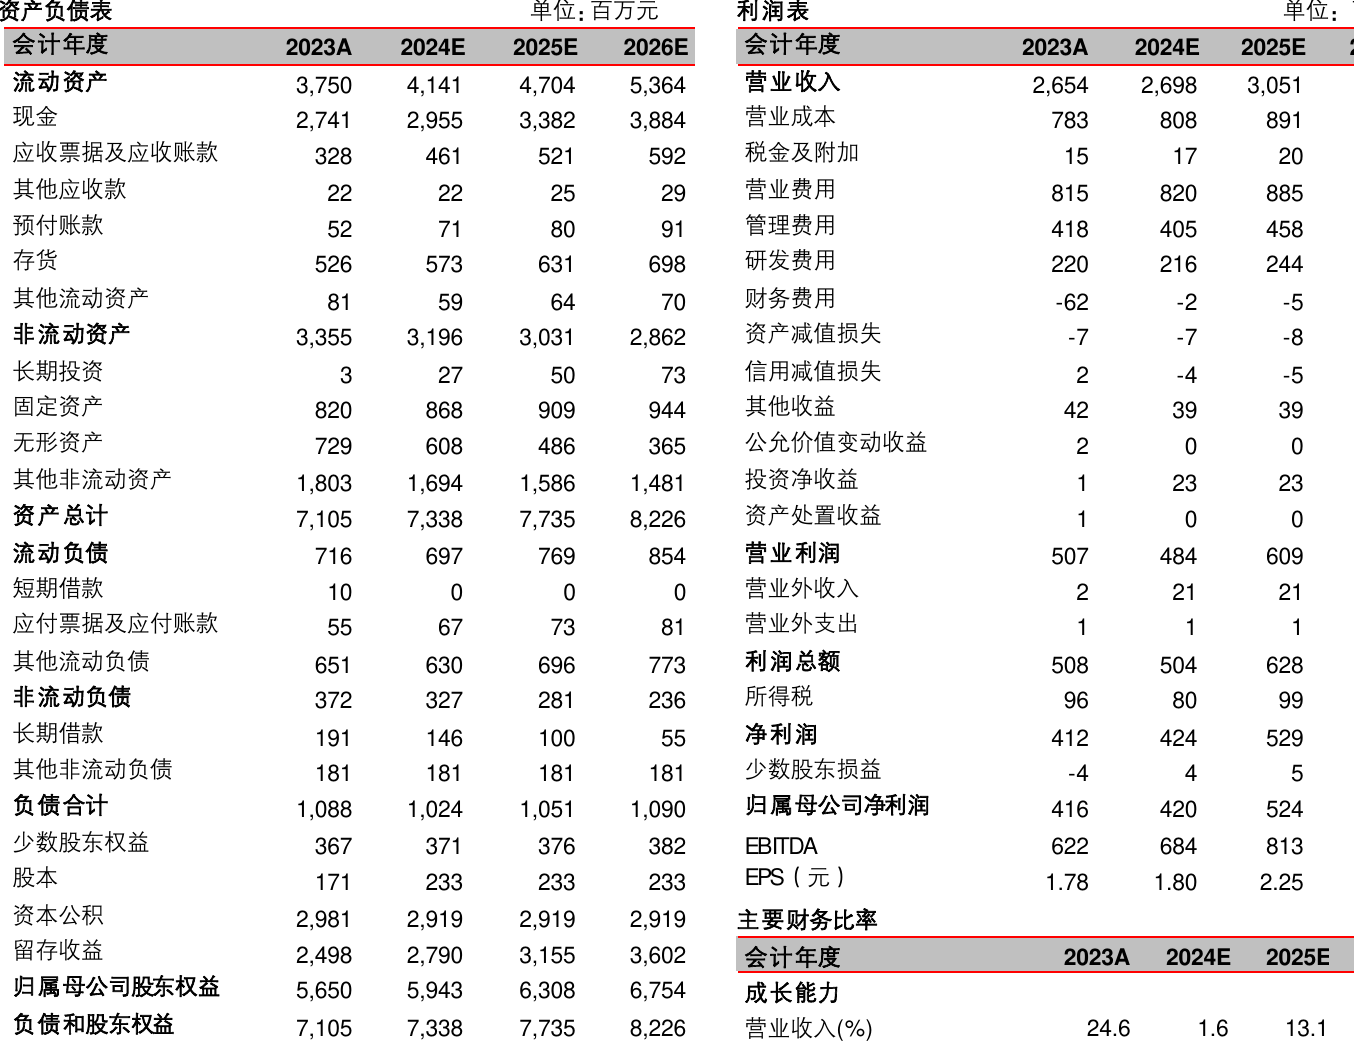 资产负债表 单位：百万元
会计年度 2023A 2024E 2025E 2026E
流动资产 3,750 4,141 4,704 5,364
现金 2,741 2,955 3,382 3,884
应收票据及应收账款 328 461 521 592
其他应收款 22 22 25 29
预付账款 52 71 80 91
存货 526 573 631 698
其他流动资产 81 59 64 70
非流动资产 3,355 3,196 3,031 2,862
长期投资 3 27 50 73
固定资产 820 868 909 944
无形资产 729 608 486 365
其他非流动资产 1,803 1,694 1,586 1,481
资产总计 7,105 7,338 7,735 8,226
流动负债 716 697 769 854
短期借款 10 0 0 0
应付票据及应付账款 55 67 73 81
其他流动负债 651 630 696 773
非流动负债 372 327 281 236
长期借款 191 146 100 55
其他非流动负债 181 181 181 181
负债合计 1,088 1,024 1,051 1,090
少数股东权益 367 371 376 382
股本 171 233 233 233
资本公积 2,981 2,919 2,919 2,919
留存收益 2,498 2,790 3,155 3,602
归属母公司股东权益 5,650 5,943 6,308 6,754
负债和股东权益 7,105 7,338 7,735 8,226
利润表 单位：
会计年度 2023A 2024E 2025E
营业收入 2,654 2,698 3,051
营业成本 783 808 891
税金及附加 15 17 20
营业费用 815 820 885
管理费用 418 405 458
研发费用 220 216 244
财务费用 -62 -2 -5
资产减值损失 -7 -7 -8
信用减值损失 2 -4 -5
其他收益 42 39 39
公允价值变动收益 2 0 0
投资净收益 1 23 23
资产处置收益 1 0 0
营业利润 507 484 609
营业外收入 2 21 21
营业外支出 1 1 1
利润总额 508 504 628
所得税 96 80 99
净利润 412 424 529
少数股东损益 -4 4 5
归属母公司净利润 416 420 524
EBITDA 622 684 813
EPS（元） 1.78 1.80 2.25
主要财务比率
会计年度 2023A 2024E 2025E
成长能力
营业收入(%) 24.6 1.6 13.1